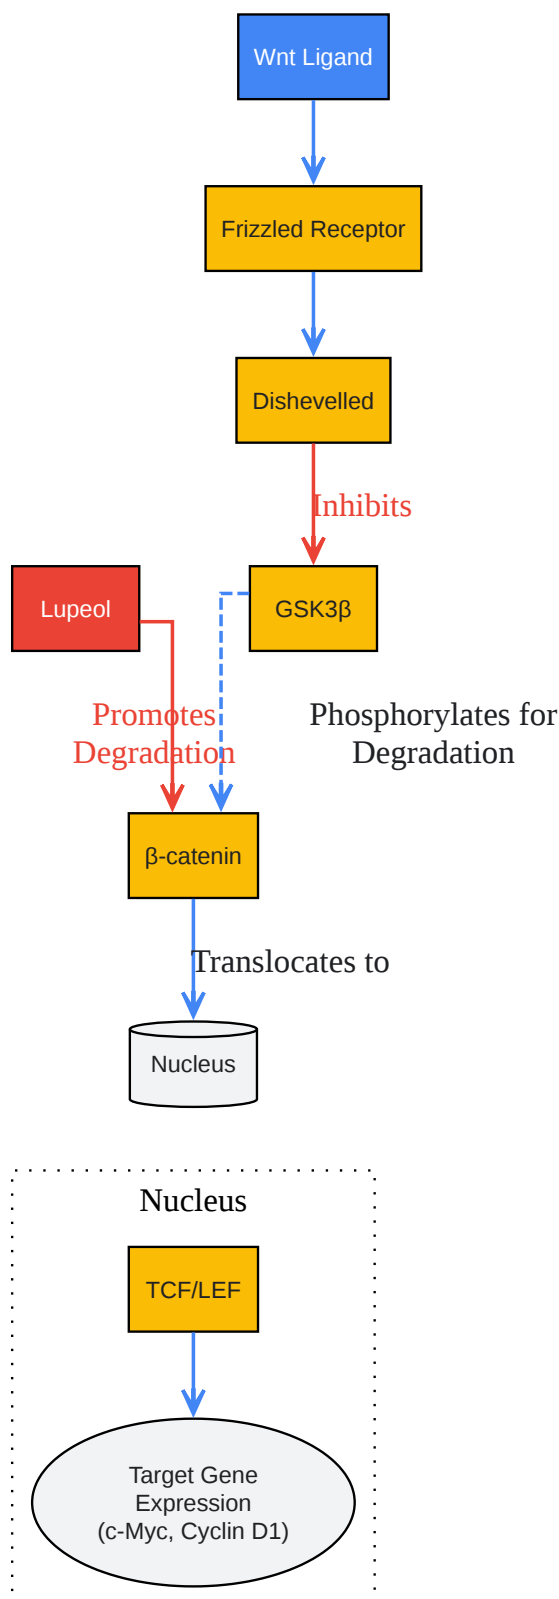 Wnt Ligand
Frizzled Receptor
Dishevelled
Inhibits
Lupeol
GSK3β
Promotes
Degradation
Phosphorylates for
Degradation
β-catenin
Translocates to
Nucleus
Nucleus
TCF/LEF
Target Gene
Expression
(c-Myc, Cyclin D1)